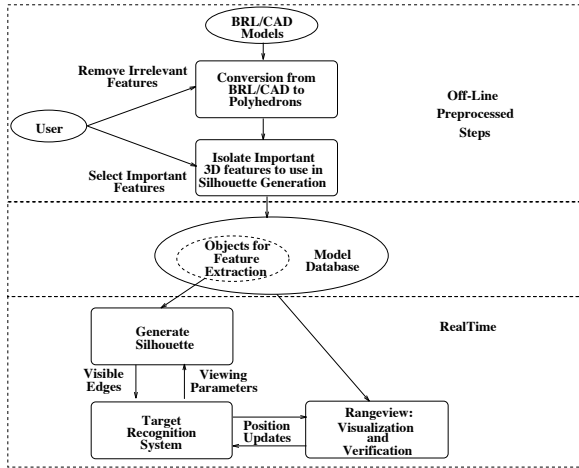 BRL/CAD
Models
Remove Irrelevant
Features
Conversion from
BRL/CAD to
Polyhedrons
Off-Line
Preprocessed
Steps
User
Isolate Important
3D features to use in
Silhouette Generation
Select Important
Features
Objects for
Feature
Extraction
Model
Database
RealTime
Generate
Silhouette
Visible
Edges
Viewing
Parameters
Target
Recognition
System
Position
Updates
Rangeview:
Visualization
and
Verification